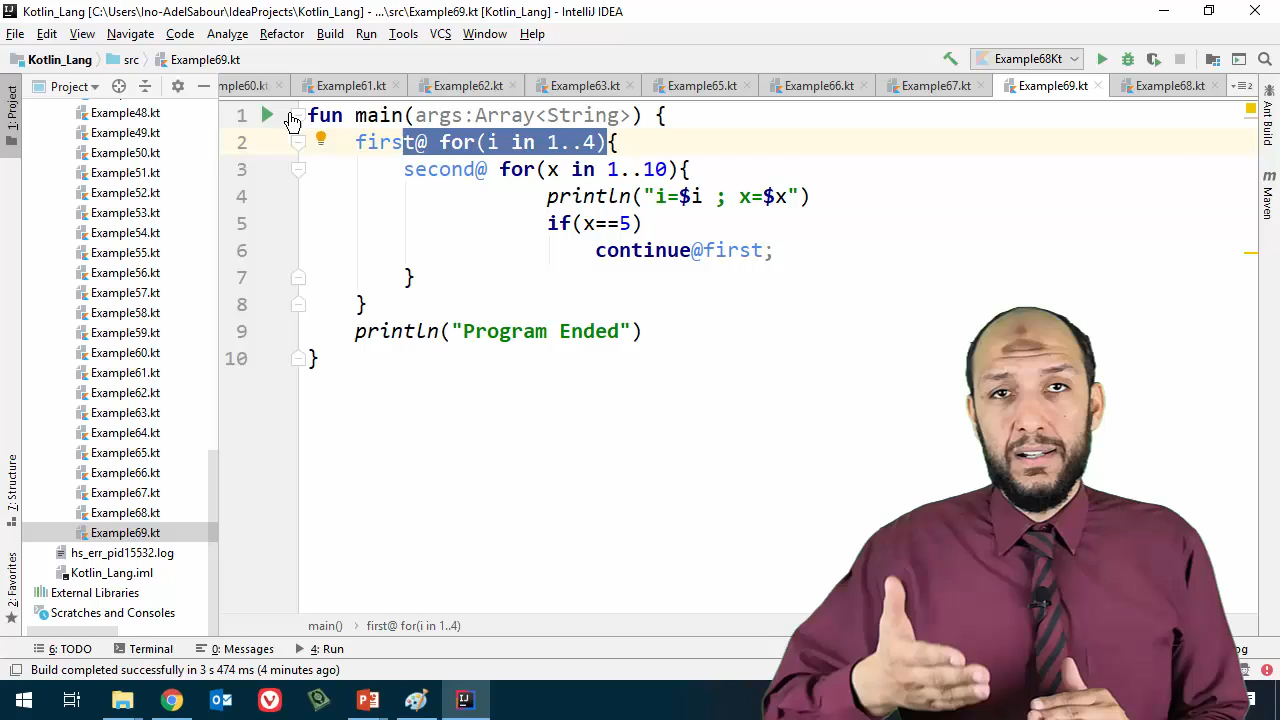 Kotlin_Lang [C:\Users\Ino-AdelSabour\IdeaProjects\Kotlin_Lang] - ...\src\Example69.kt [Kotlin_Lang] - IntelliJ IDEA
File Edit View Navigate Code Analyze Refactor Build Run Tools VCS Window Help
Kotlin_Lang src Example69.kt Example68Kt
Project
mple60.kt Example61.kt Example62.kt Example63.kt Example65.kt Example66.kt Example67.kt Example69.kt Example68.kt
1: Project
7: Structure
2: Favorites
Ant Build
Maven
Example48.kt
Example49.kt
Example50.kt
Example51.kt
Example52.kt
Example53.kt
Example54.kt
Example55.kt
Example56.kt
Example57.kt
Example58.kt
Example59.kt
Example60.kt
Example61.kt
Example62.kt
Example63.kt
Example64.kt
Example65.kt
Example66.kt
Example67.kt
Example68.kt
Example69.kt
hs_err_pid15532.log
Kotlin_Lang.iml
External Libraries
Scratches and Consoles
1 fun main(args:Array<String>) {
2 first@ for(i in 1..4){
3 second@ for(x in 1..10){
4 println("i=$i ; x=$x")
5 if(x==5)
6 continue@first;
7 }
8 }
9 println("Program Ended")
10 }
main() first@ for(i in 1..4)
6: TODO Terminal 0: Messages 4: Run
Build completed successfully in 3 s 474 ms (4 minutes ago)